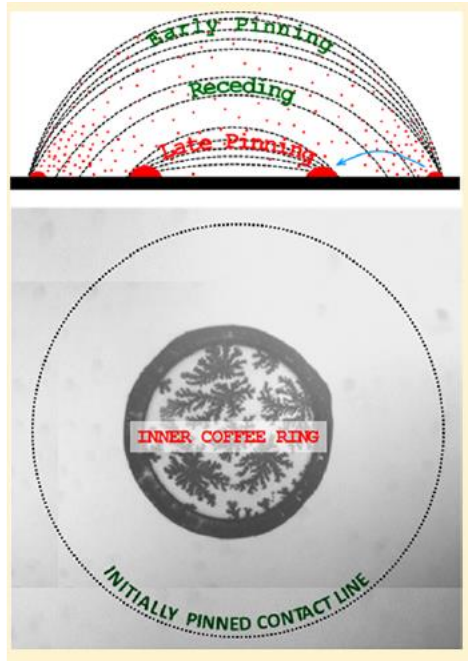 Early Pinning
Receding
Late Pinning
INNER COFFEE RING
INITIALLY PINNED CONTACT LINE